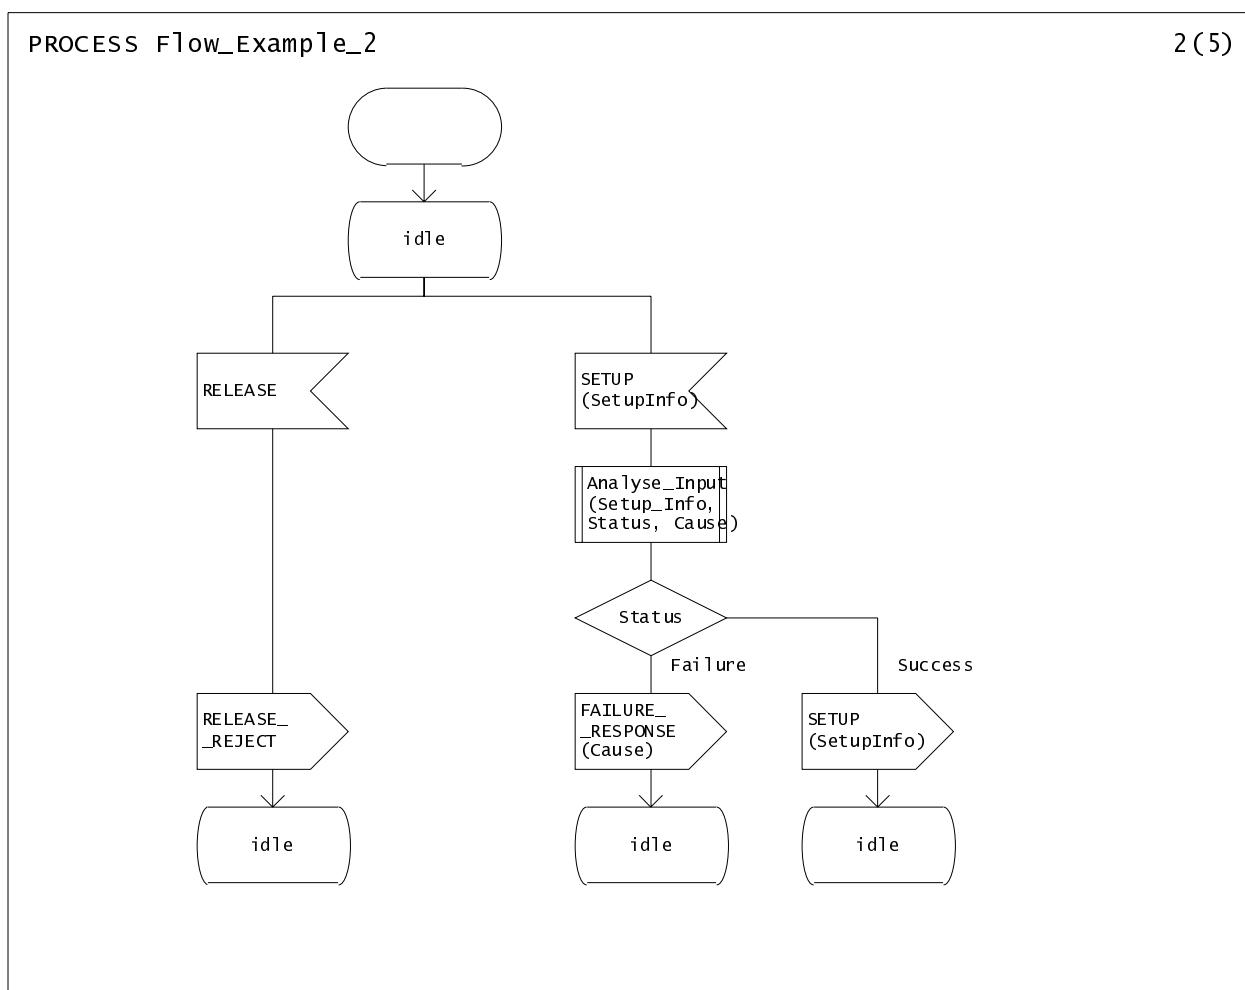 PROCESS Flow_Example_2
2(5)
idle
RELEASE
SETUP
(SetupInfo)
Analyse_Input
(Setup_Info,
Status, Cause)
Status
Failure
Success
RELEASE_
_REJECT
FAILURE_
_RESPONSE
(Cause)
SETUP
(SetupInfo)
idle
idle
idle